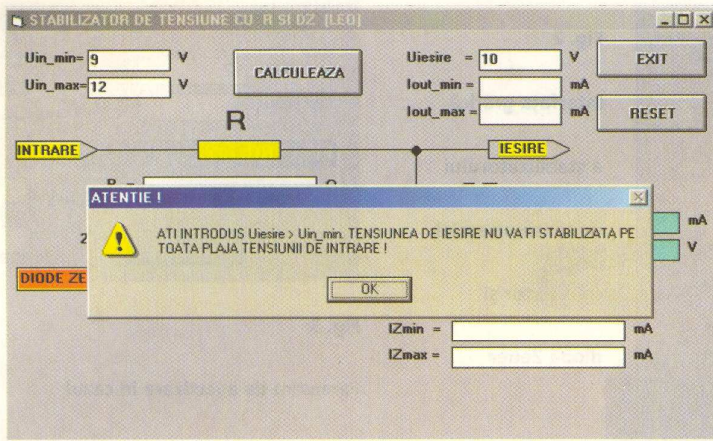 STABILIZATOR DE TENSIUNE CU R SI DZ (LEO)
Uin_min= 9 V
Uin_max= 12 V
CALCULEAZA
Uiesire = 10 V
Iout_min = mA
Iout_max = mA
EXIT
RESET
R
INTRARE
IESIRE
ATENTIE !
ATI INTRODUS Uiesire > Uin_min. TENSIUNEA DE IESIRE NU VA FI STABILIZATA PE
TOATA PLAJA TENSIUNII DE INTRARE !
OK
mA
V
DIODE ZE
IZmin = mA
IZmax = mA